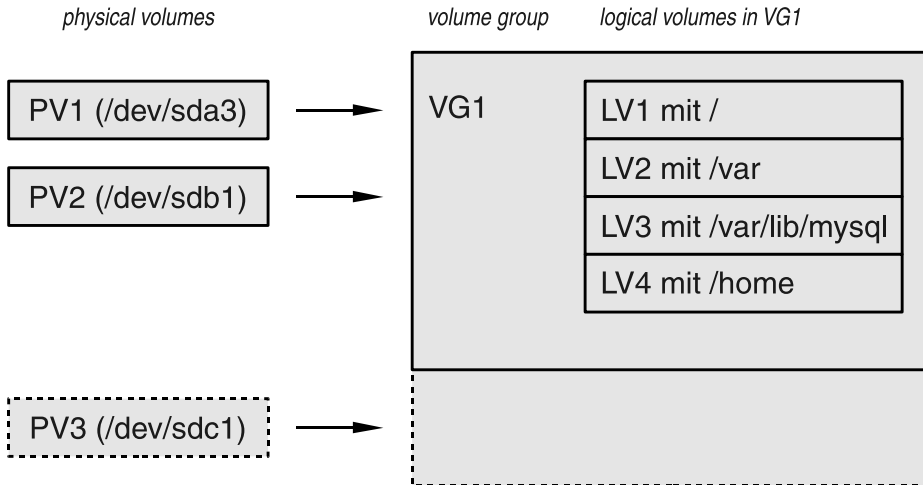 physical volumes
volume group
logical volumes in VG1
PV1 (/dev/sda3)
VG1
LV1 mit /
PV2 (/dev/sdb1)
LV2 mit /var
LV3 mit /var/lib/mysql
LV4 mit /home
PV3 (/dev/sdc1)